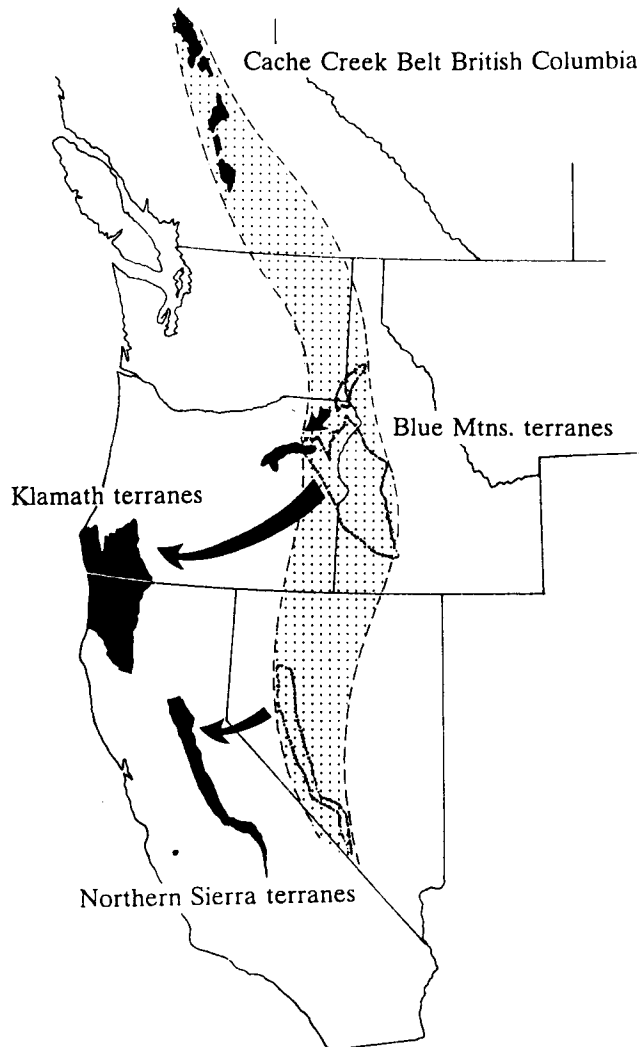 Cache Creek Belt British Columbia
Blue Mtns. terranes
Klamath terranes
Northern Sierra terranes